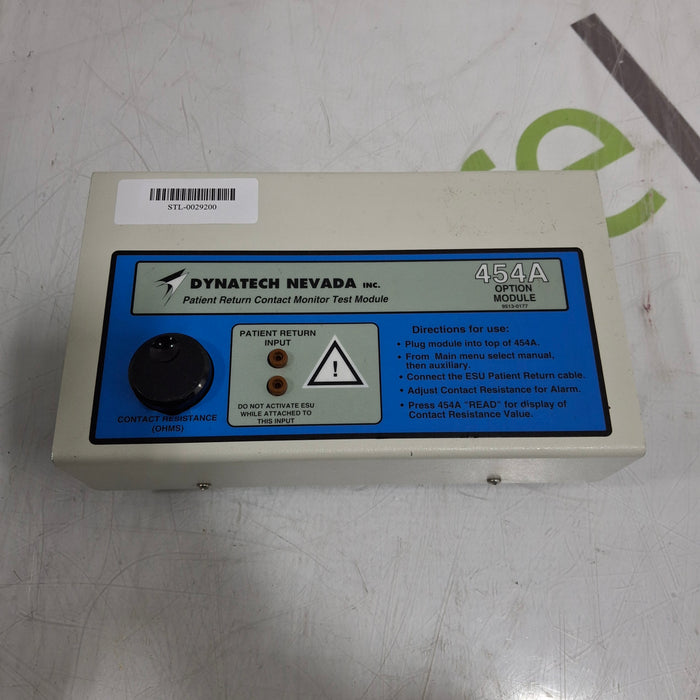 STL-0029200
DYNATECH NEVADA INC.
Patient Return Contact Monitor Test Module
454A
OPTION
MODULE
9513-0177
CONTACT RESISTANCE
(OHMS)
PATIENT RETURN
INPUT
!
DO NOT ACTIVATE ESU
WHILE ATTACHED TO
THIS INPUT
Directions for use:
• Plug module into top of 454A.
• From Main menu select manual,
then auxiliary.
• Connect the ESU Patient Return cable.
• Adjust Contact Resistance for Alarm.
• Press 454A "READ" for display of
Contact Resistance Value.